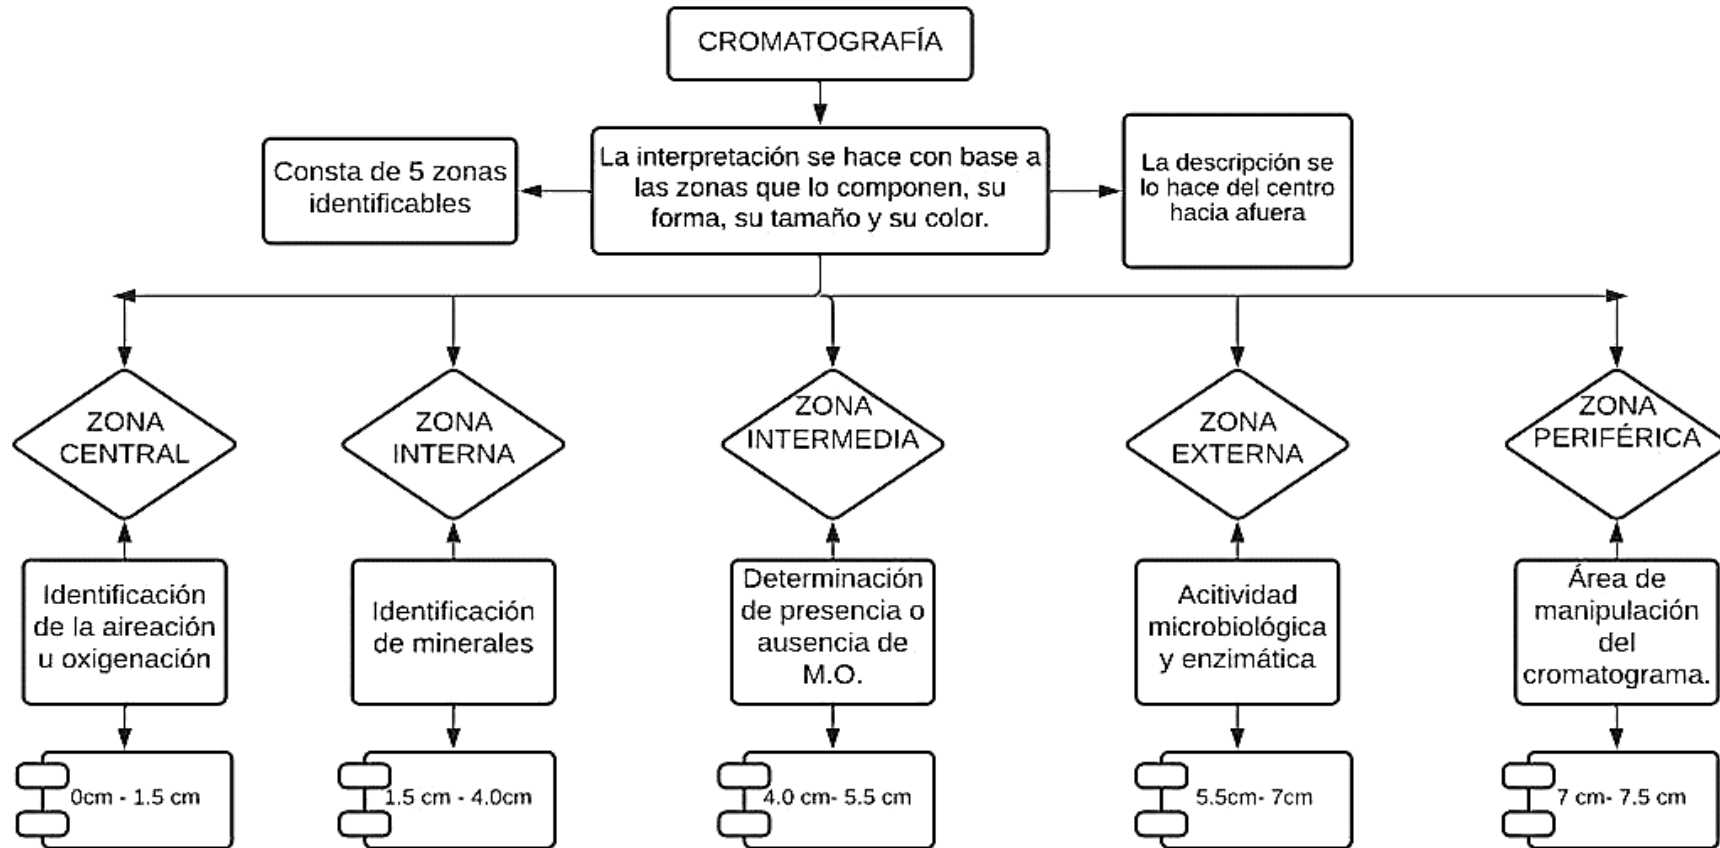 CROMATOGRAFÍA
Consta de 5 zonas
identificables
La interpretación se hace con base a
las zonas que lo componen, su
forma, su tamaño y su color.
La descripción se
lo hace del centro
hacia afuera
ZONA
CENTRAL
ZONA
INTERNA
ZONA
INTERMEDIA
ZONA
EXTERNA
ZONA
PERIFÉRICA
Identificación
de la aireación
u oxigenación
Identificación
de minerales
Determinación
de presencia o
ausencia de
M.O.
Acitividad
microbiológica
y enzimática
Área de
manipulación
del
cromatograma.
0cm - 1.5 cm
1.5 cm - 4.0cm
4.0 cm- 5.5 cm
5.5cm- 7cm
7 cm- 7.5 cm